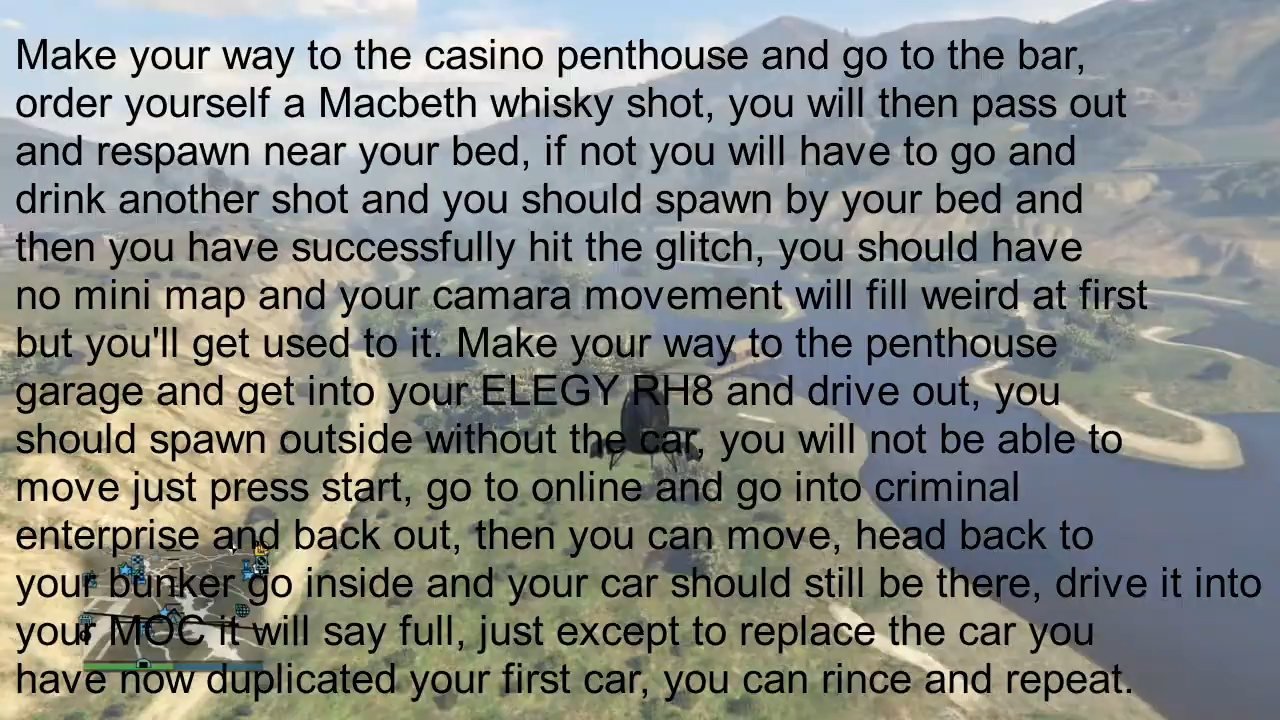 Make your way to the casino penthouse and go to the bar,
order yourself a Macbeth whisky shot, you will then pass out
and respawn near your bed, if not you will have to go and
drink another shot and you should spawn by your bed and
then you have successfully hit the glitch, you should have
no mini map and your camara movement will fill weird at first
but you'll get used to it. Make your way to the penthouse
garage and get into your ELEGY RH8 and drive out, you
should spawn outside without the car, you will not be able to
move just press start, go to online and go into criminal
enterprise and back out, then you can move, head back to
your bunker go inside and your car should still be there, drive it into
your MOC it will say full, just except to replace the car you
have now duplicated your first car, you can rince and repeat.